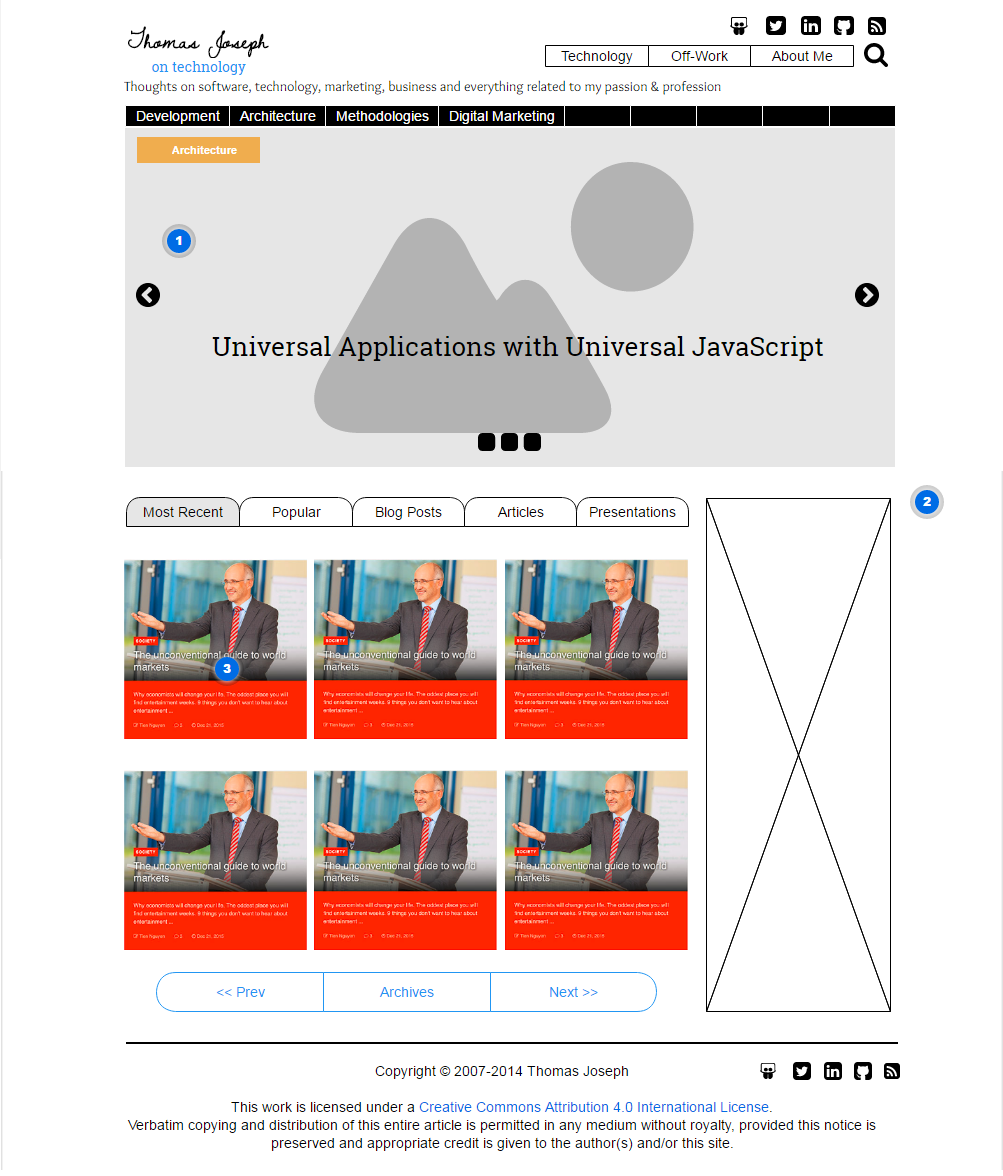 Thomas Joseph
on technology
Technology Off-Work About Me
Thoughts on software, technology, marketing, business and everything related to my passion & profession
Development Architecture Methodologies Digital Marketing
Architecture
1
Universal Applications with Universal JavaScript
2
Most Recent Popular Blog Posts Articles Presentations
SOCIETY
The unconventional guide to world
markets
3
Why economists will change your life. The oddest place you will
find entertainment weeks. 9 things you don't want to hear about
entertainment ...
Tien Nguyen 3 Dec 21, 2015
SOCIETY
The unconventional guide to world
markets
Why economists will change your life. The oddest place you will
find entertainment weeks. 9 things you don't want to hear about
entertainment ...
Tien Nguyen 3 Dec 21, 2015
SOCIETY
The unconventional guide to world
markets
Why economists will change your life. The oddest place you will
find entertainment weeks. 9 things you don't want to hear about
entertainment ...
Tien Nguyen 3 Dec 21, 2015
SOCIETY
The unconventional guide to world
markets
Why economists will change your life. The oddest place you will
find entertainment weeks. 9 things you don't want to hear about
entertainment ...
Tien Nguyen 3 Dec 21, 2015
SOCIETY
The unconventional guide to world
markets
Why economists will change your life. The oddest place you will
find entertainment weeks. 9 things you don't want to hear about
entertainment ...
Tien Nguyen 3 Dec 21, 2015
SOCIETY
The unconventional guide to world
markets
Why economists will change your life. The oddest place you will
find entertainment weeks. 9 things you don't want to hear about
entertainment ...
Tien Nguyen 3 Dec 21, 2015
<< Prev Archives Next >>
Copyright © 2007-2014 Thomas Joseph
This work is licensed under a Creative Commons Attribution 4.0 International License.
Verbatim copying and distribution of this entire article is permitted in any medium without royalty, provided this notice is
preserved and appropriate credit is given to the author(s) and/or this site.